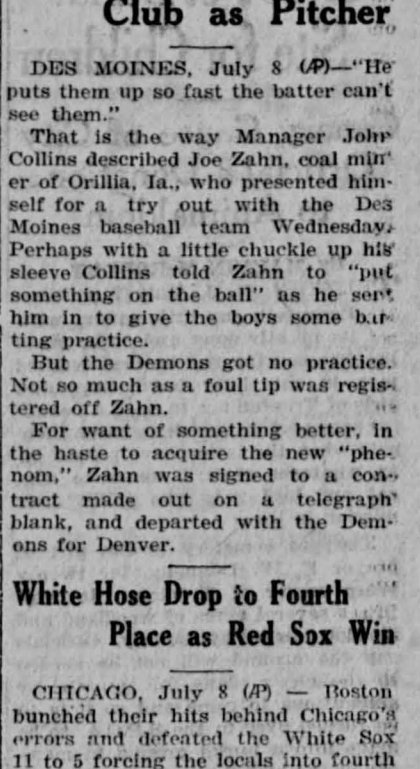 Club as Pitcher
DES MOINES, July 8 (AP)—"He
puts them up so fast the batter can't
see them."
That is the way Manager John
Collins described Joe Zahn, coal min-
er of Orillia, Ia., who presented him-
self for a try out with the Des
Moines baseball team Wednesday.
Perhaps with a little chuckle up his
sleeve Collins told Zahn to "put
something on the ball" as he sent
him in to give the boys some bat-
ting practice.
But the Demons got no practice.
Not so much as a foul tip was regis-
tered off Zahn.
For want of something better, in
the haste to acquire the new "phe-
nom," Zahn was signed to a con-
tract made out on a telegraph
blank, and departed with the Dem-
ons for Denver.
White Hose Drop to Fourth
Place as Red Sox Win
CHICAGO, July 8 (AP) — Boston
bunched their hits behind Chicago's
errors and defeated the White Sox
11 to 5 forcing the locals into fourth